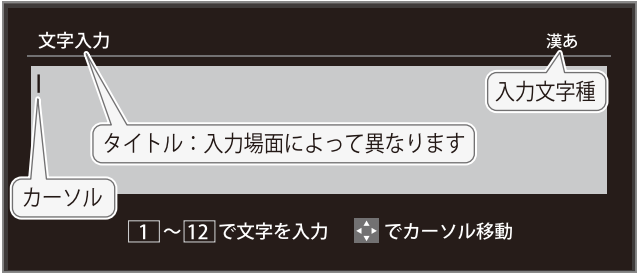 文字入力 漢あ
入力文字種
タイトル：入力場面によって異なります
カーソル
1～12で文字を入力 でカーソル移動